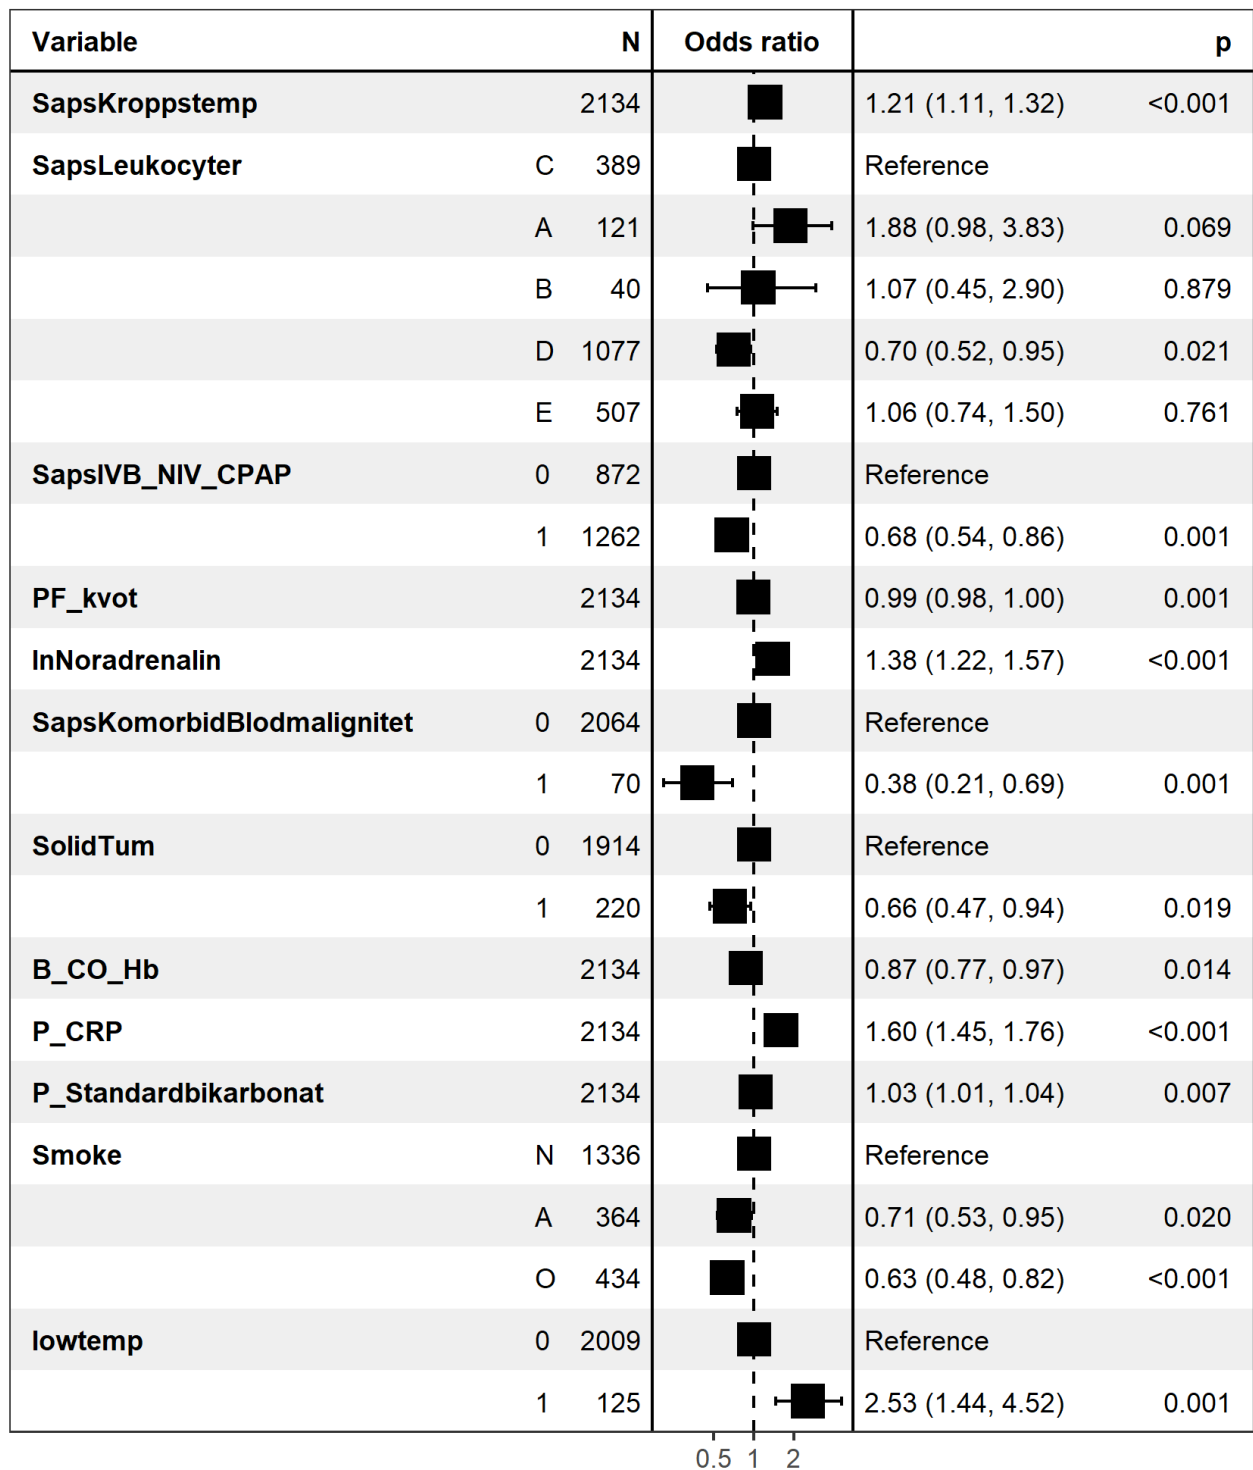 Variable N Odds ratio p
SapsKroppstemp 2134 1.21 (1.11, 1.32) <0.001
SapsLeukocyter C 389 Reference
A 121 1.88 (0.98, 3.83) 0.069
B 40 1.07 (0.45, 2.90) 0.879
D 1077 0.70 (0.52, 0.95) 0.021
E 507 1.06 (0.74, 1.50) 0.761
SapsIVB_NIV_CPAP 0 872 Reference
1 1262 0.68 (0.54, 0.86) 0.001
PF_kvot 2134 0.99 (0.98, 1.00) 0.001
InNoradrenalin 2134 1.38 (1.22, 1.57) <0.001
SapsKomorbidBlodmalignitet 0 2064 Reference
1 70 0.38 (0.21, 0.69) 0.001
SolidTum 0 1914 Reference
1 220 0.66 (0.47, 0.94) 0.019
B_CO_Hb 2134 0.87 (0.77, 0.97) 0.014
P_CRP 2134 1.60 (1.45, 1.76) <0.001
P_Standardbikarbonat 2134 1.03 (1.01, 1.04) 0.007
Smoke N 1336 Reference
A 364 0.71 (0.53, 0.95) 0.020
O 434 0.63 (0.48, 0.82) <0.001
lowtemp 0 2009 Reference
1 125 2.53 (1.44, 4.52) 0.001
0.5 1 2